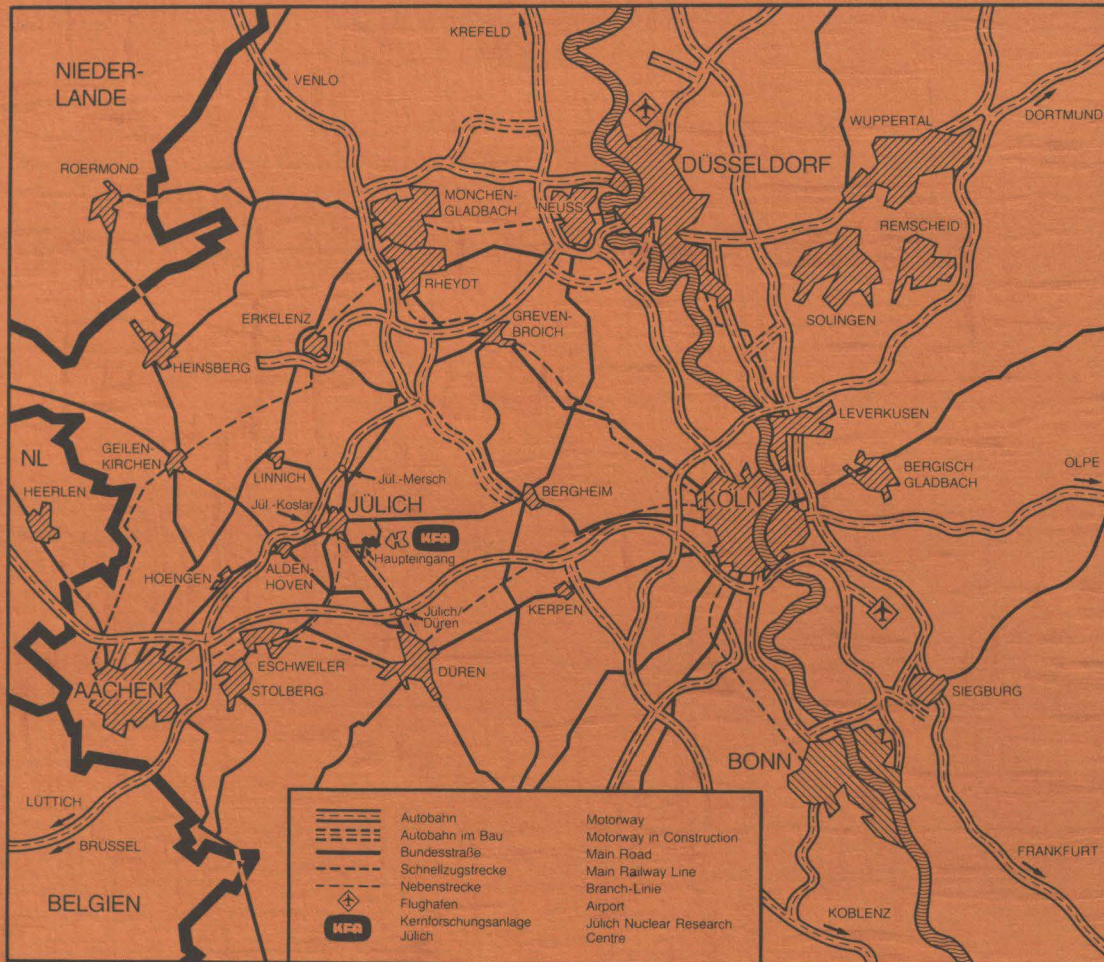 KREFELD
NIEDER-
LANDE
VENLO
DORTMUND
WUPPERTAL
DÜSSELDORF
ROERMOND
MÖNCHEN-
GLADBACH
NEUSS
REMSCHEID
RHEYDT
SOLINGEN
ERKELENZ
GREVEN-
BROICH
HEINSBERG
LEVERKUSEN
GEILEN-
KIRCHEN
NL
HEERLEN
LINNICH
Jül.-Mersch
BERGHEIM
BERGISCH
GLADBACH
OLPE
KÖLN
Jül.-Koslar
JÜLICH
KFA
Haupteingang
ALDEN-
HOVEN
HOENGEN
KERPEN
Jülich/
Düren
ESCHWEILER
DÜREN
AACHEN
STOLBERG
SIEGBURG
BONN
LÜTTICH
BRÜSSEL
FRANKFURT
BELGIEN
KOBLENZ
Autobahn Motorway
Autobahn im Bau Motorway in Construction
Bundesstraße Main Road
Schnellzugstrecke Main Railway Line
Nebenstrecke Branch-Linie
Flughafen Airport
KFA Kernforschungsanlage Jülich Nuclear Research
Jülich Centre